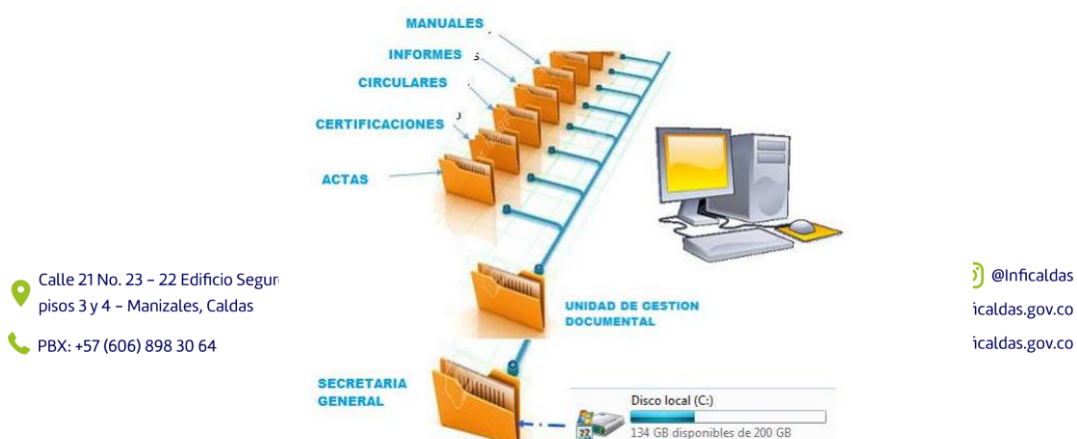 MANUALES
INFORMES
CIRCULARES
CERTIFICACIONES
ACTAS
Calle 21 No. 23 – 22 Edificio
pisos 3 y 4 – Manizales, Caldas
PBX: +57 (606) 898 30 64
@Inficaldas
icaldas.gov.co
ficaldas.gov.co
UNIDAD DE GESTION
DOCUMENTAL
SECRETARIA
GENERAL
Disco local (C:)
134 GB disponibles de 200 GB